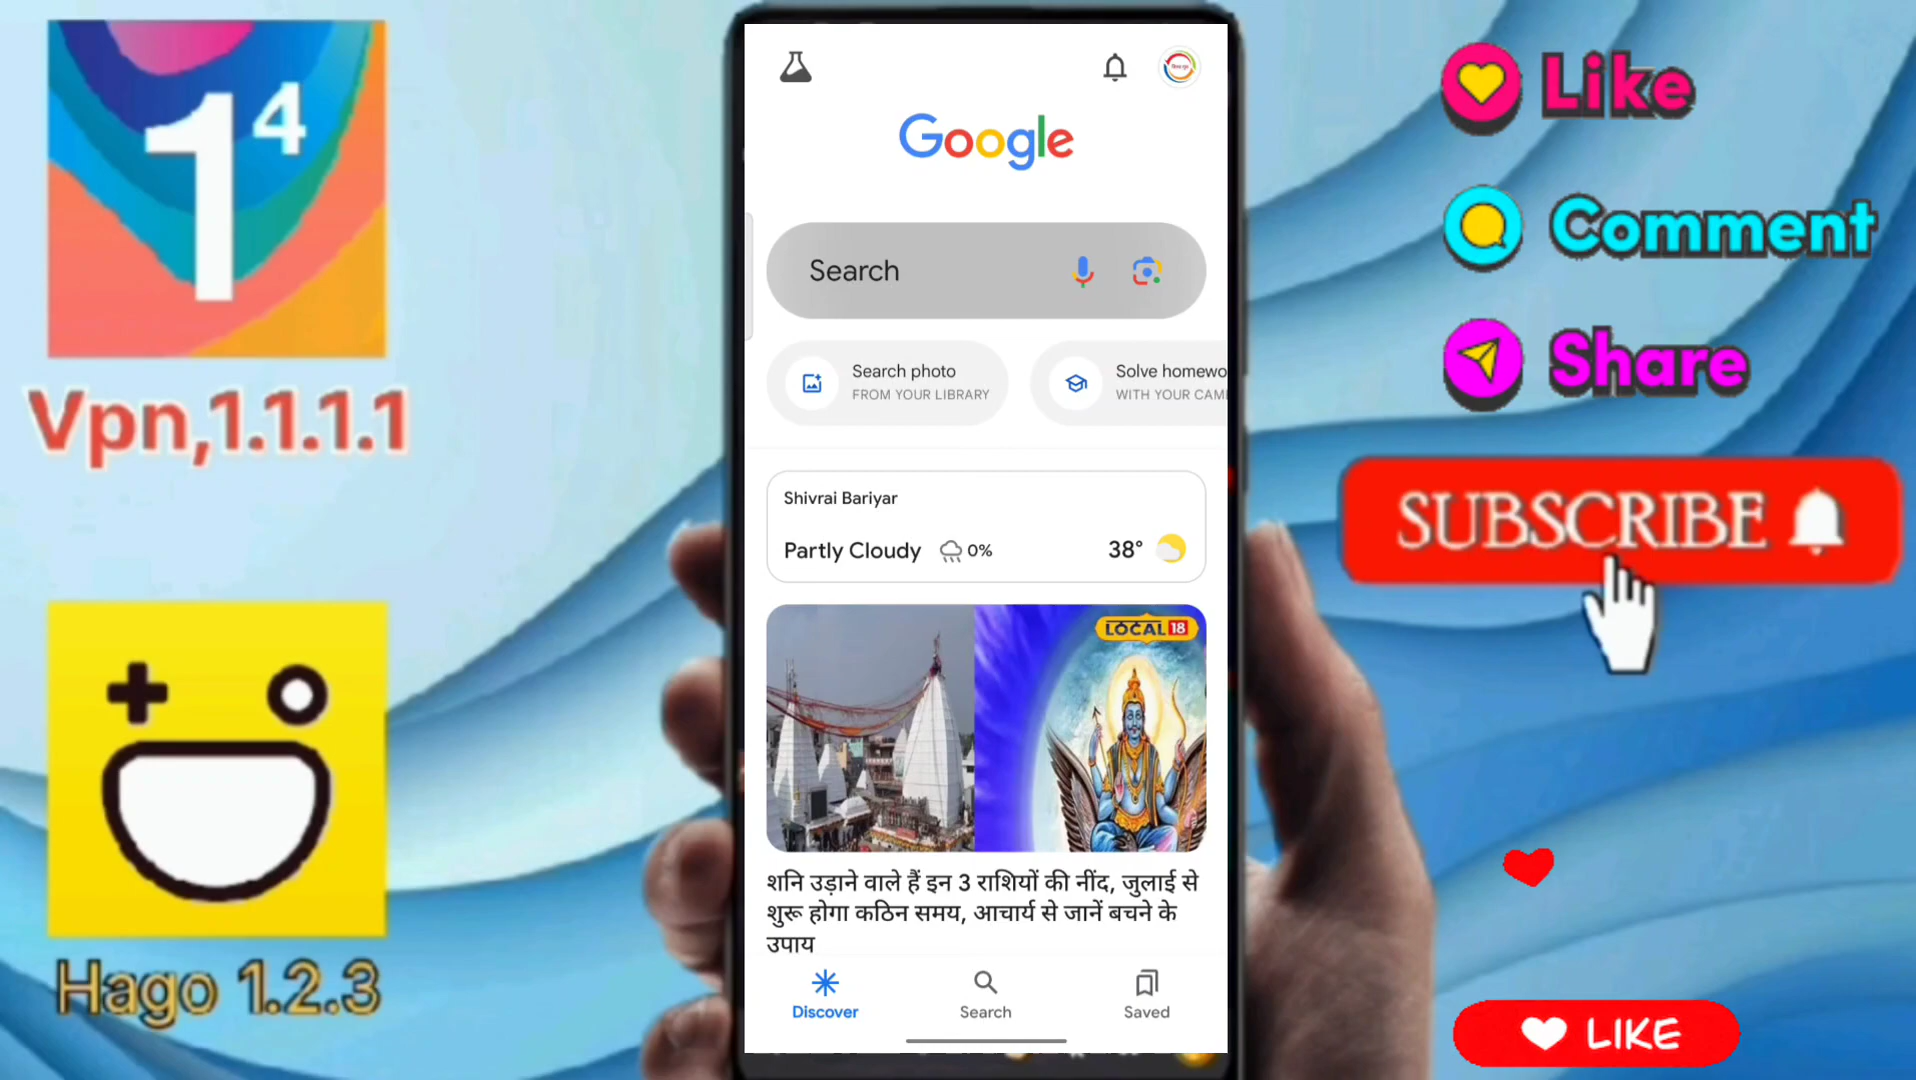 1⁴
Vpn,1.1.1.1
Hago 1.2.3
Google
Search
Search photo
FROM YOUR LIBRARY
Solve homewo
WITH YOUR CAM
Shivrai Bariyar
Partly Cloudy 0% 38°
LOCAL 18
शनि उड़ाने वाले हैं इन 3 राशियों की नींद, जुलाई से
शुरू होगा कठिन समय, आचार्य से जानें बचने के
उपाय
Discover
Search
Saved
Like
Comment
Share
SUBSCRIBE
LIKE